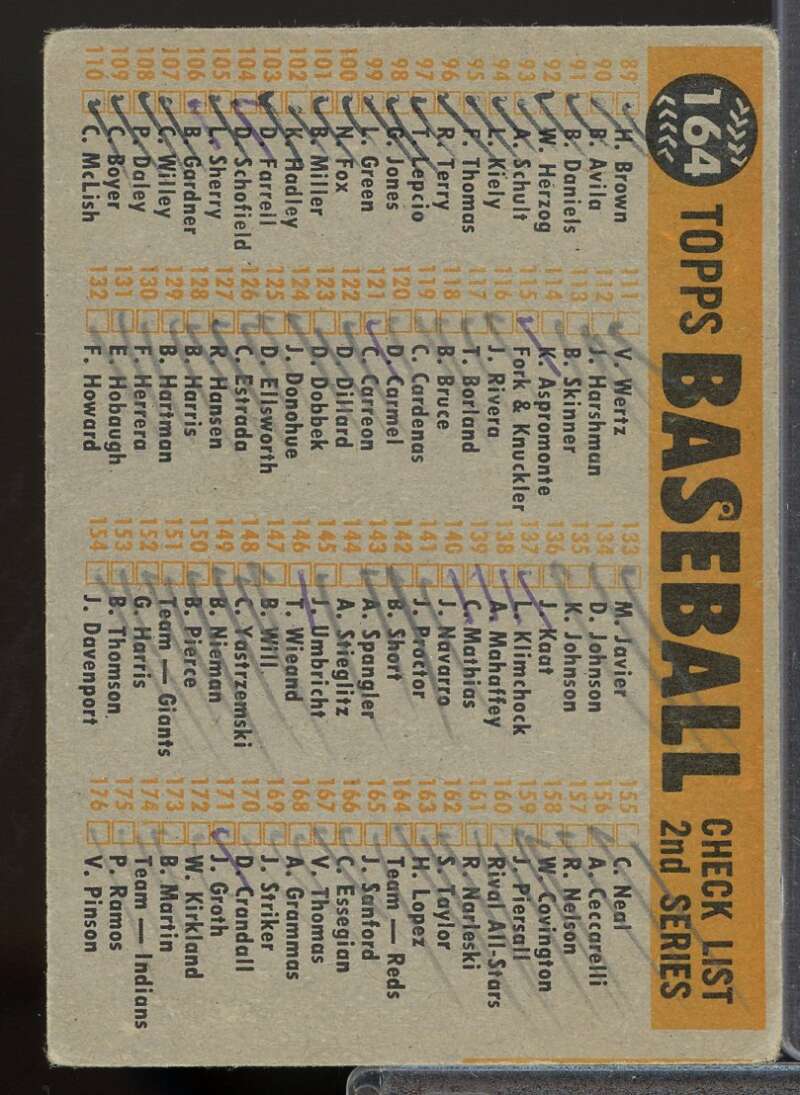 164 TOPPS BASEBALL CHECK LIST
2nd SERIES
89 H. Brown
90 B. Avila
91 B. Daniels
92 W. Herzog
93 A. Schult
94 L. Kiely
95 F. Thomas
96 R. Terry
97 T. Lepcio
98 G. Jones
99 L. Green
100 N. Fox
101 B. Miller
102 K. Hadley
103 D. Farrell
104 D. Schofield
105 L. Sherry
106 B. Gardner
107 C. Willey
108 P. Daley
109 C. Boyer
110 C. McLish
111 V. Wertz
112 J. Harshman
113 B. Skinner
114 K. Aspromonte
115 Fork & Knuckler
116 J. Rivera
117 T. Borland
118 B. Bruce
119 C. Cardenas
120 D. Carmel
121 C. Carreon
122 D. Dillard
123 D. Dobbek
124 J. Donohue
125 D. Ellsworth
126 C. Estrada
127 R. Hansen
128 B. Harris
129 B. Hartman
130 F. Herrera
131 E. Hobaugh
132 F. Howard
133 M. Javier
134 D. Johnson
135 K. Johnson
136 J. Kaat
137 L. Klimchock
138 A. Mahaffey
139 C. Mathias
140 J. Navarro
141 J. Proctor
142 B. Short
143 A. Spangler
144 A. Stieglitz
145 J. Umbricht
146 T. Wieand
147 B. Will
148 C. Yastrzemski
149 B. Nieman
150 B. Pierce
151 Team — Giants
152 G. Harris
153 B. Thomson
154 J. Davenport
155 C. Neal
156 A. Ceccarelli
157 R. Nelson
158 W. Covington
159 J. Piersall
160 Rival All-Stars
161 R. Narleski
162 S. Taylor
163 H. Lopez
164 Team — Reds
165 J. Sanford
166 C. Essegian
167 V. Thomas
168 A. Grammas
169 J. Striker
170 D. Crandall
171 J. Groth
172 W. Kirkland
173 B. Martin
174 Team — Indians
175 P. Ramos
176 V. Pinson